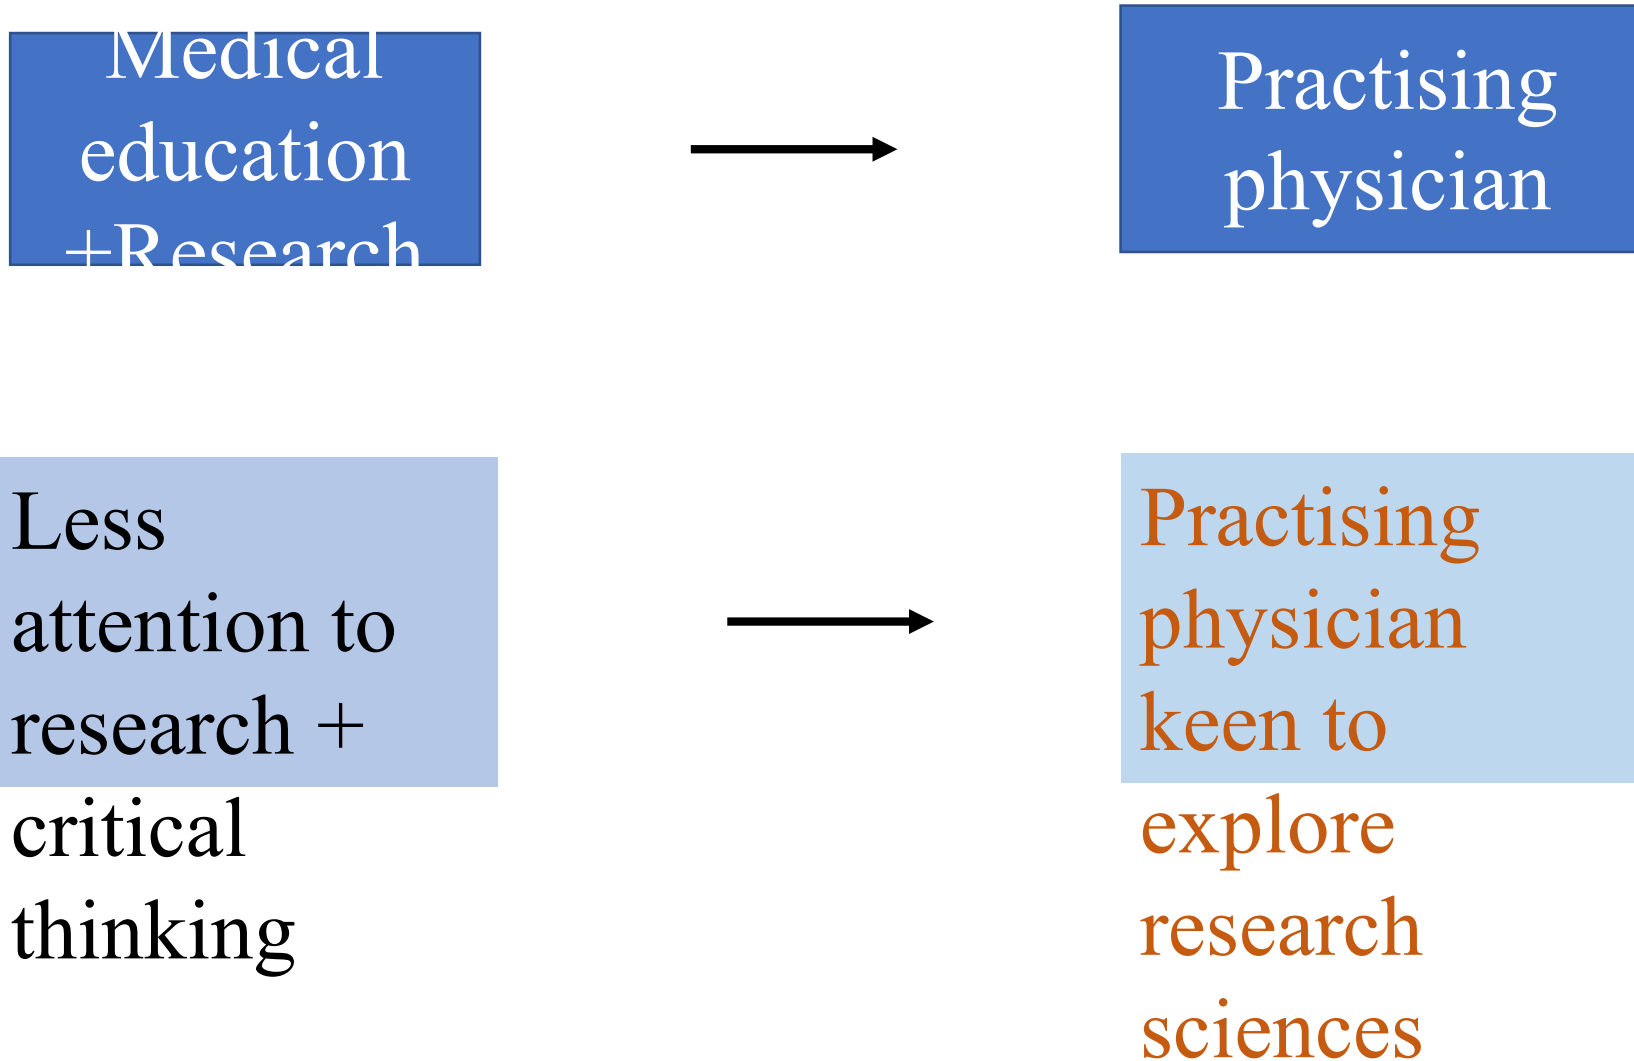 Medical
education
+Research
Practising
physician
Less
attention to
research +
critical
thinking
Practising
physician
keen to
explore
research
sciences